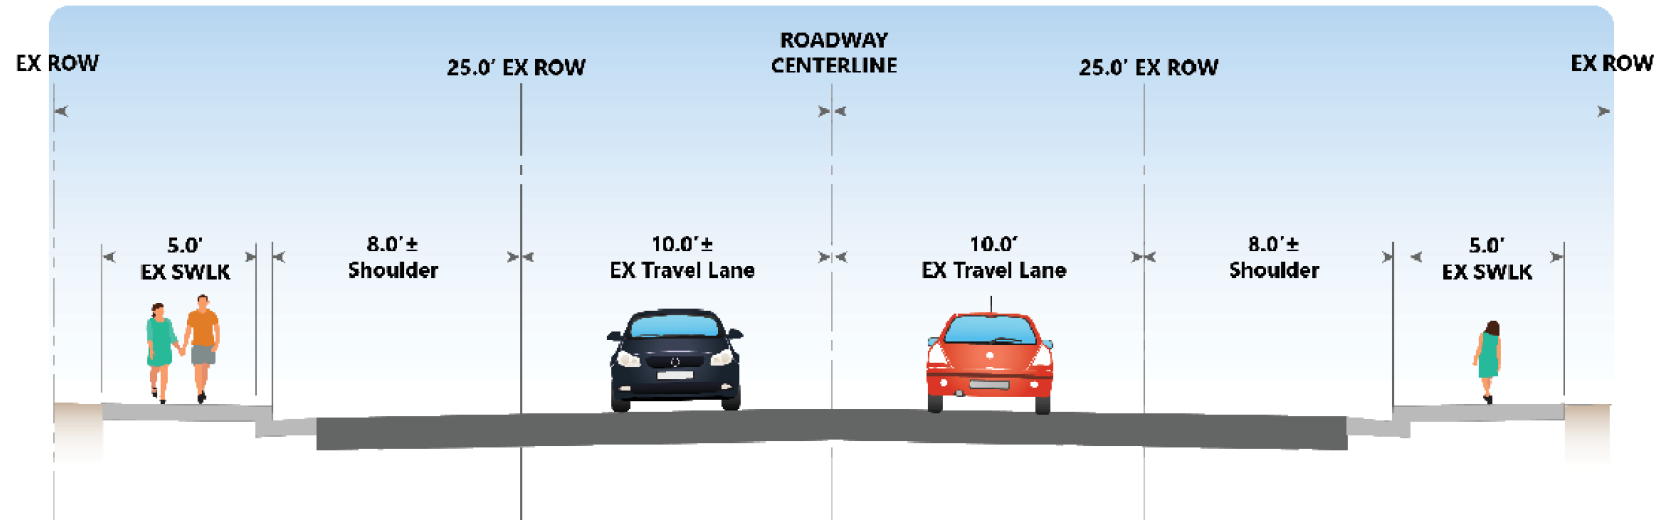 EX ROW
25.0’ EX ROW
ROADWAY
CENTERLINE
25.0’ EX ROW
EX ROW
5.0’
EX SWLK
8.0’±
Shoulder
10.0’±
EX Travel Lane
10.0’
EX Travel Lane
8.0’±
Shoulder
5.0’
EX SWLK